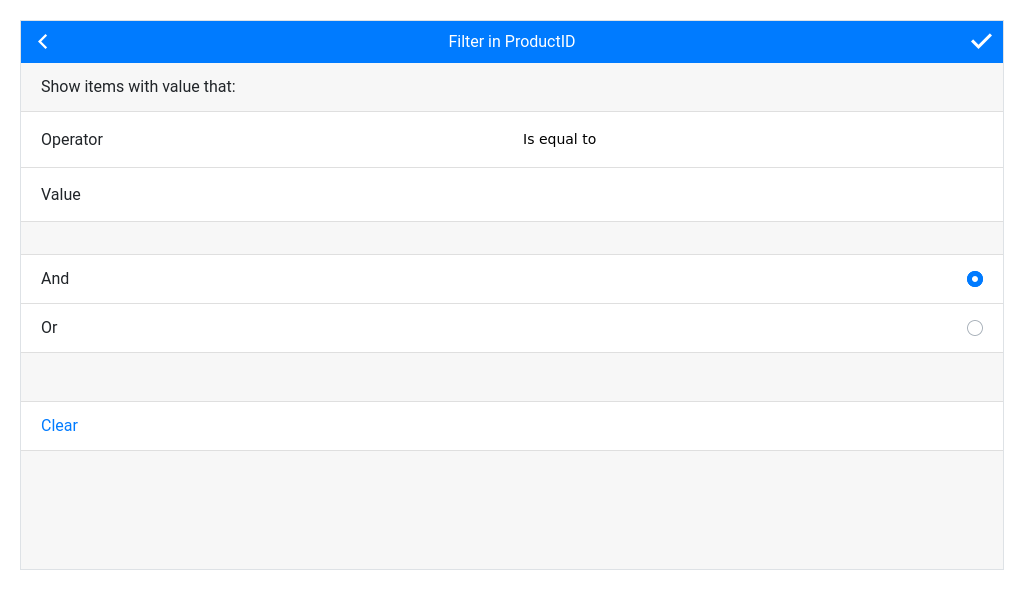 Filter in ProductID
Show items with value that:
Operator
Is equal to
Value
And
Or
Clear